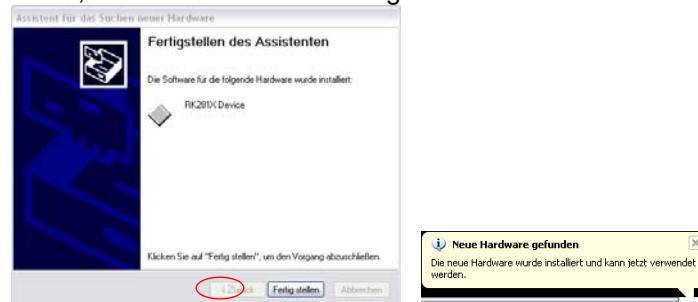 Assistent für das Suchen neuer Hardware
Fertigstellen des Assistenten
Die Software für die folgende Hardware wurde installiert:
RK281X Device
Klicken Sie auf "Fertig stellen", um den Vorgang abzuschließen.
< Zurück Fertig stellen Abbrechen
Neue Hardware gefunden
Die neue Hardware wurde installiert und kann jetzt verwendet
werden.